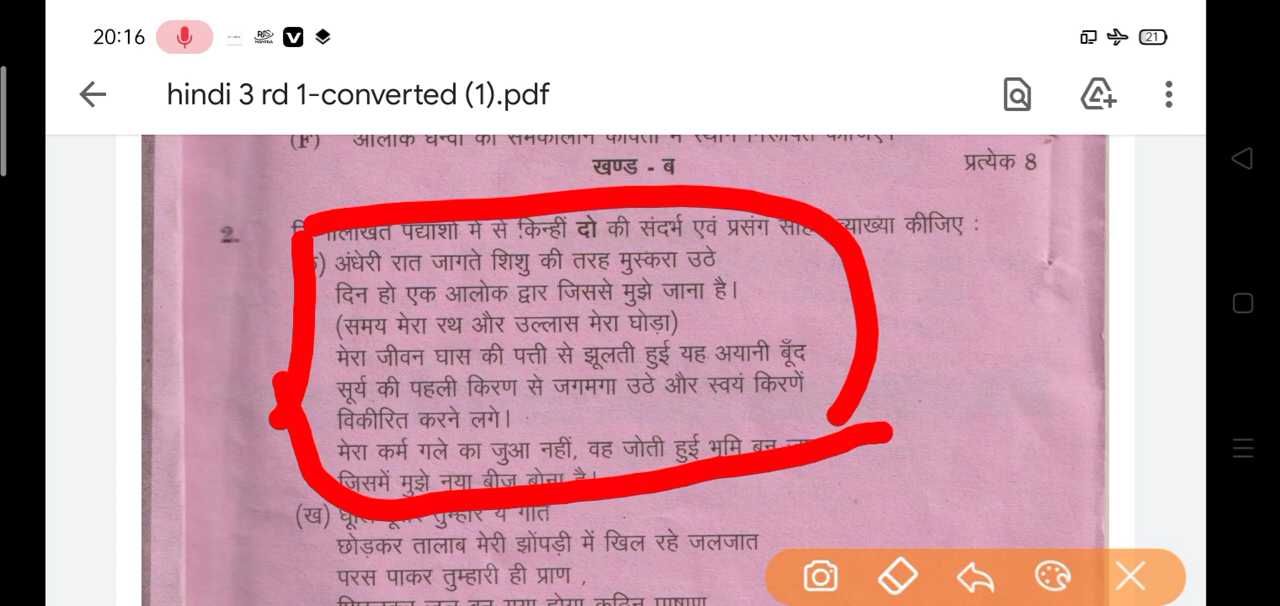 20:16
21
hindi 3 rd 1-converted (1).pdf
(F)
खण्ड - ब
प्रत्येक 8
2.
पद्यांशों में से किन्हीं दो की संदर्भ एवं प्रसंग व्याख्या कीजिए :
अंधेरी रात जागते शिशु की तरह मुस्करा उठे
दिन हो एक आलोक द्वार जिससे मुझे जाना है।
(समय मेरा रथ और उल्लास मेरा घोड़ा)
मेरा जीवन घास की पत्ती से झूलती हुई यह अयानी बूँद
सूर्य की पहली किरण से जगमगा उठे और स्वयं किरणें
विकीरित करने लगे।
मेरा कर्म गले का जुआ नहीं, वह जोती हुई भूमि बन
जिसमें मुझे नया बीज बोना है।
(ख) तुम्हारे ये गात
छोड़कर तालाब मेरी झोंपड़ी में खिल रहे जलजात
परस पाकर तुम्हारी ही प्राण ,